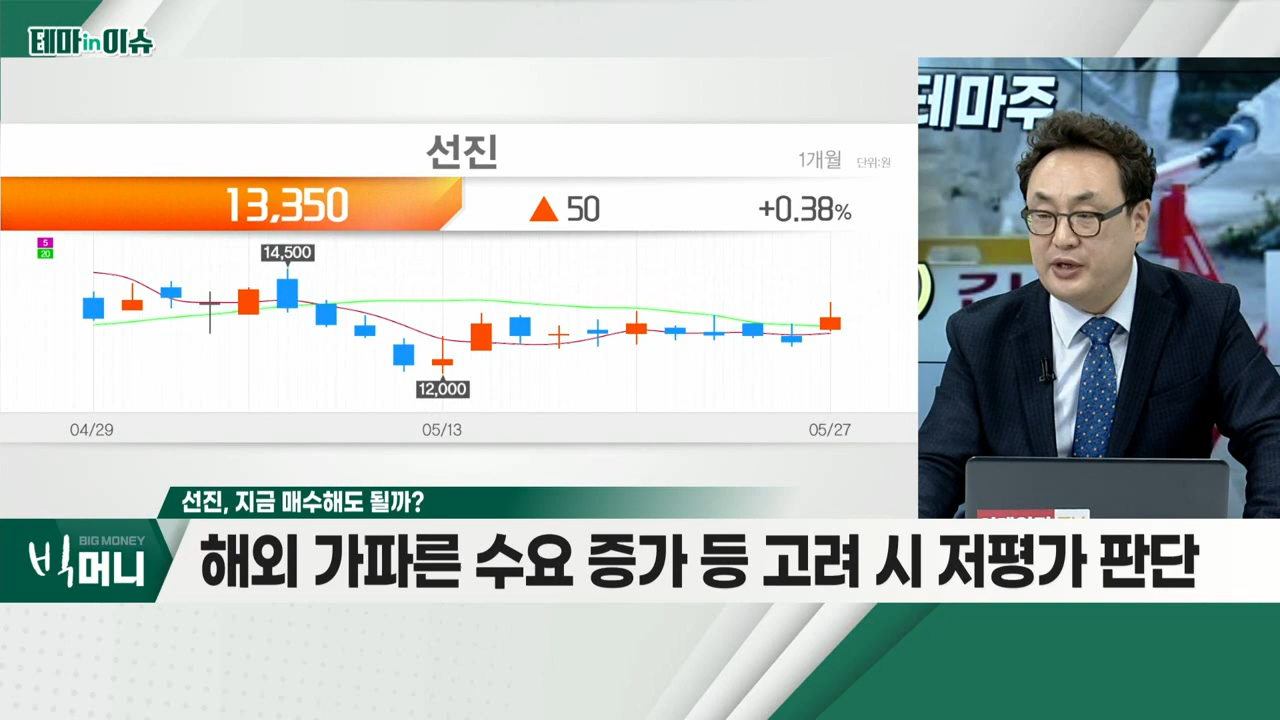 테마in이슈
선진
1개월 단위:원
13,350
▲ 50
+0.38%
5
20
14,500
12,000
04/29
05/13
05/27
테마주
선진, 지금 매수해도 될까?
BIG MONEY
빅머니
해외 가파른 수요 증가 등 고려 시 저평가 판단